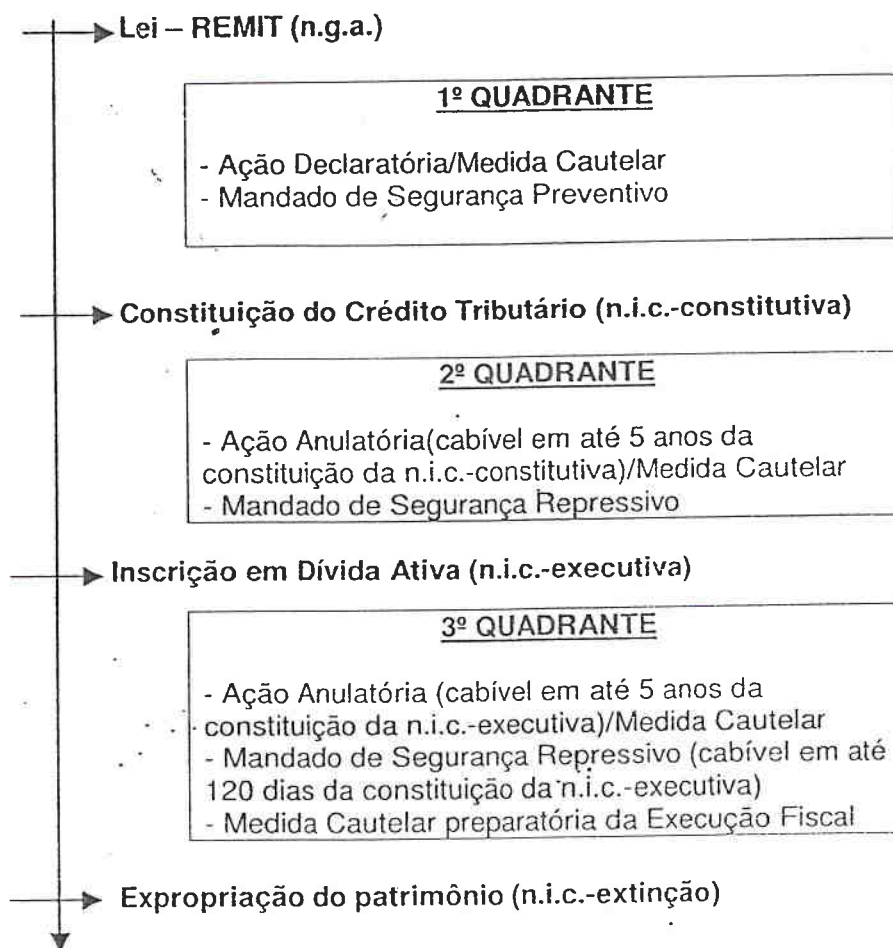 Lei – REMIT (n.g.a.)
1º QUADRANTE
- Ação Declaratória/Medida Cautelar
- Mandado de Segurança Preventivo
Constituição do Crédito Tributário (n.i.c.-constitutiva)
2º QUADRANTE
- Ação Anulatória(cabível em até 5 anos da
constituição da n.i.c.-constitutiva)/Medida Cautelar
- Mandado de Segurança Repressivo
Inscrição em Dívida Ativa (n.i.c.-executiva)
3º QUADRANTE
- Ação Anulatória (cabível em até 5 anos da
constituição da n.i.c.-executiva)/Medida Cautelar
- Mandado de Segurança Repressivo (cabível em até
120 dias da constituição da n.i.c.-executiva)
- Medida Cautelar preparatória da Execução Fiscal
Expropriação do patrimônio (n.i.c.-extinção)